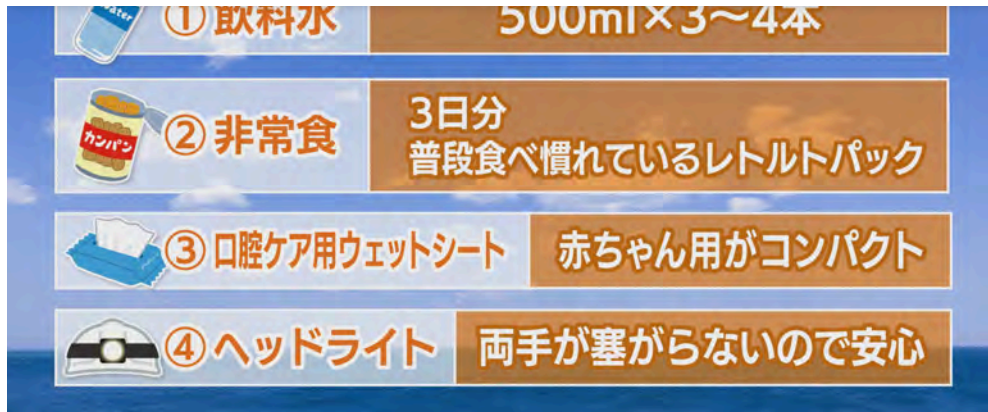 water
① 飲料水
500ml×3〜4本
カンパン
② 非常食
3日分
普段食べ慣れているレトルトパック
③ 口腔ケア用ウェットシート
赤ちゃん用がコンパクト
④ ヘッドライト
両手が塞がらないので安心